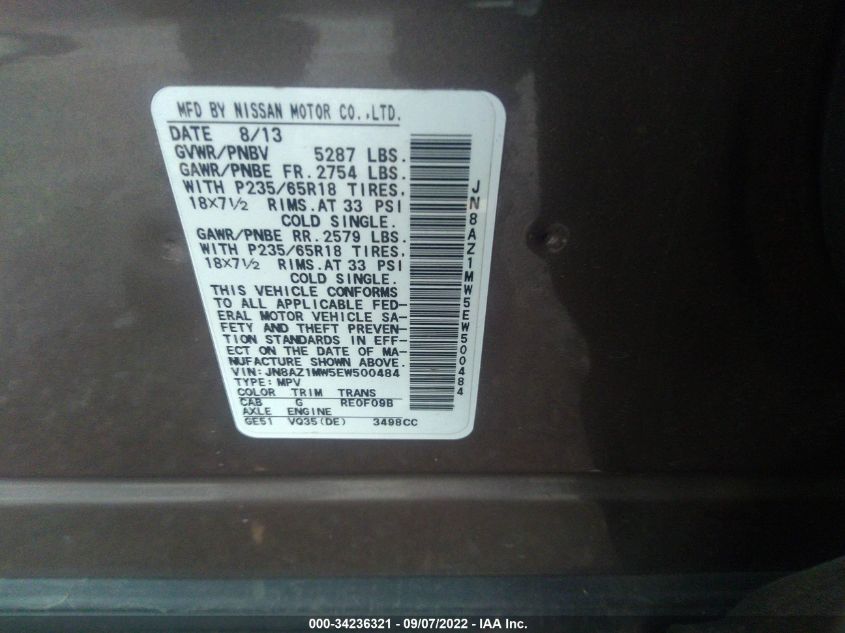 MFD BY NISSAN MOTOR CO.,LTD.
DATE 8/13
GVWR/PNBV 5287 LBS.
GAWR/PNBE FR. 2754 LBS.
WITH P235/65R18 TIRES.
18X7½ RIMS. AT 33 PSI
COLD SINGLE.
GAWR/PNBE RR. 2579 LBS.
WITH P235/65R18 TIRES.
18X7½ RIMS. AT 33 PSI
COLD SINGLE.
THIS VEHICLE CONFORMS
TO ALL APPLICABLE FED-
ERAL MOTOR VEHICLE SA-
FETY AND THEFT PREVEN-
TION STANDARDS IN EFF-
ECT ON THE DATE OF MA-
NUFACTURE SHOWN ABOVE.
VIN: JN8AZ1MW5EW500484
TYPE: MPV
COLOR TRIM TRANS
CAB G RE0F09B
AXLE ENGINE
GE51 VQ35(DE) 3498CC
JN8AZ1MW5EW500484
000-34236321 - 09/07/2022 - IAA Inc.